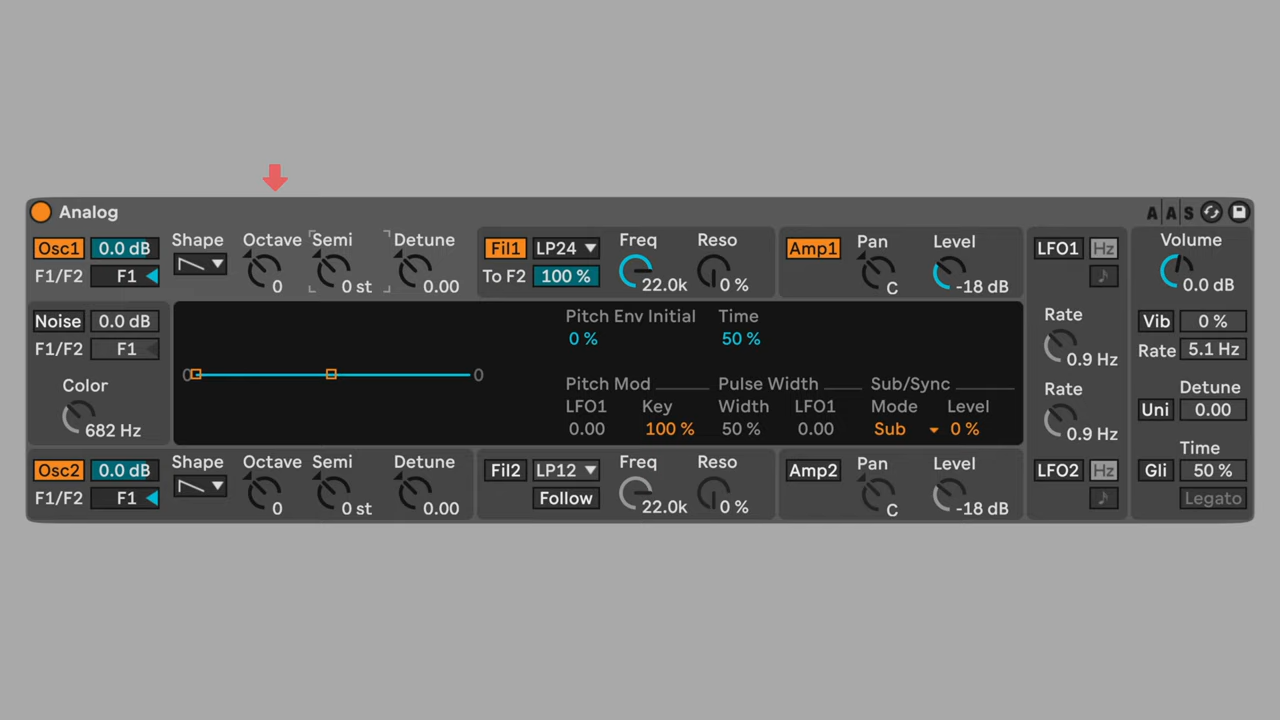 Analog
A A S
Osc1 0.0 dB
F1/F2 F1
Shape
Octave
0
Semi
0 st
Detune
0.00
Fil1 LP24
To F2 100 %
Freq
22.0k
Reso
0 %
Amp1
Pan
C
Level
-18 dB
LFO1 Hz
Volume
0.0 dB
Noise 0.0 dB
F1/F2 F1
Color
682 Hz
0 0
Pitch Env Initial Time
0 % 50 %
Pitch Mod Pulse Width Sub/Sync
LFO1 Key Width LFO1 Mode Level
0.00 100 % 50 % 0.00 Sub 0 %
Rate
0.9 Hz
Rate
0.9 Hz
Vib 0 %
Rate 5.1 Hz
Detune
Uni 0.00
Osc2 0.0 dB
F1/F2 F1
Shape
Octave
0
Semi
0 st
Detune
0.00
Fil2 LP12
Follow
Freq
22.0k
Reso
0 %
Amp2
Pan
C
Level
-18 dB
LFO2 Hz
Time
Gli 50 %
Legato